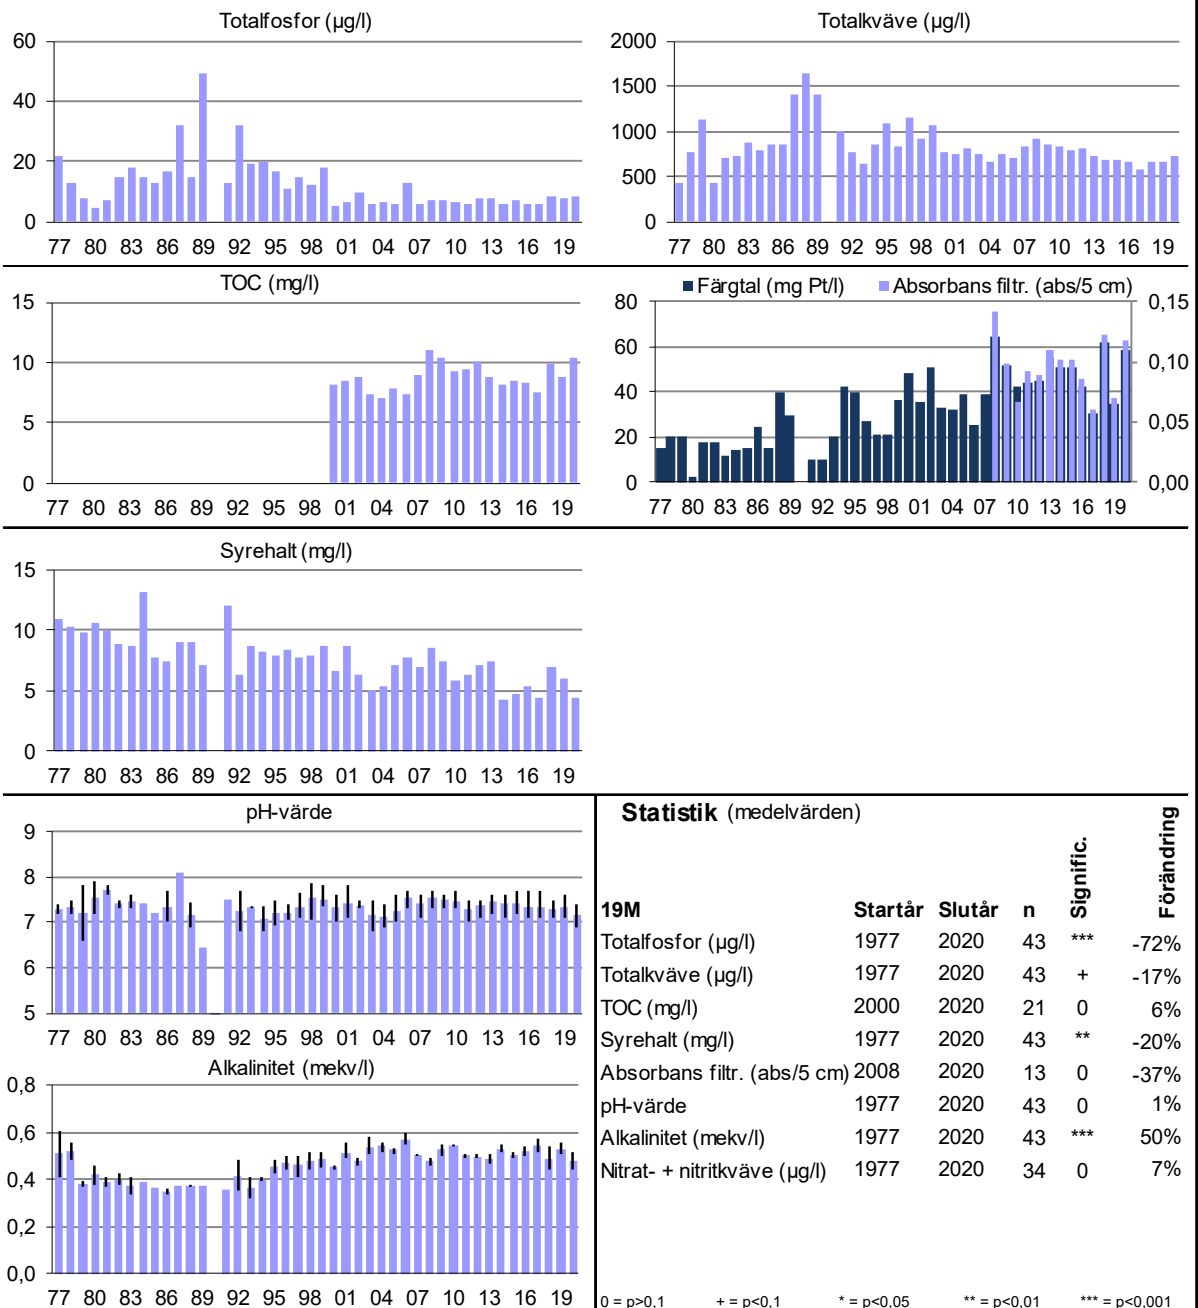 Totalfosfor (µg/l)
60
40
20
0
77 80 83 86 89 92 95 98 01 04 07 10 13 16 19
Totalkväve (µg/l)
2000
1500
1000
500
0
77 80 83 86 89 92 95 98 01 04 07 10 13 16 19
TOC (mg/l)
15
10
5
0
77 80 83 86 89 92 95 98 01 04 07 10 13 16 19
Färgtal (mg Pt/l) Absorbans filtr. (abs/5 cm)
80 0,15
60
0,10
40
0,05
20
0 0,00
77 80 83 86 89 92 95 98 01 04 07 10 13 16 19
Syrehalt (mg/l)
15
10
5
0
77 80 83 86 89 92 95 98 01 04 07 10 13 16 19
pH-värde
9
8
7
6
5
77 80 83 86 89 92 95 98 01 04 07 10 13 16 19
Alkalinitet (mekv/l)
0,8
0,6
0,4
0,2
0,0
77 80 83 86 89 92 95 98 01 04 07 10 13 16 19
Statistik (medelvärden)
19M Startår Slutår n Signific. Förändring
Totalfosfor (µg/l) 1977 2020 43 *** -72%
Totalkväve (µg/l) 1977 2020 43 + -17%
TOC (mg/l) 2000 2020 21 0 6%
Syrehalt (mg/l) 1977 2020 43 ** -20%
Absorbans filtr. (abs/5 cm) 2008 2020 13 0 -37%
pH-värde 1977 2020 43 0 1%
Alkalinitet (mekv/l) 1977 2020 43 *** 50%
Nitrat- + nitritkväve (µg/l) 1977 2020 34 0 7%
0 = p>0,1 + = p<0,1 * = p<0,05 ** = p<0,01 *** = p<0,001